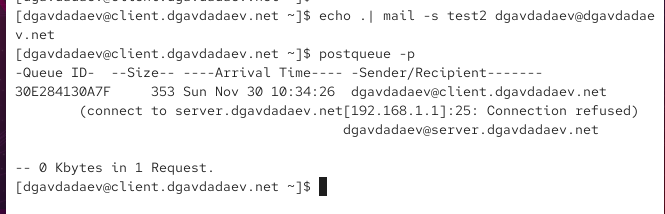 [dgavdadaev@client.dgavdadaev.net ~]$ echo .| mail -s test2 dgavdadaev@dgavdadae
v.net
[dgavdadaev@client.dgavdadaev.net ~]$ postqueue -p
-Queue ID-  --Size-- ----Arrival Time---- -Sender/Recipient-------
30E284130A7F     353 Sun Nov 30 10:34:26  dgavdadaev@client.dgavdadaev.net
        (connect to server.dgavdadaev.net[192.168.1.1]:25: Connection refused)
                                         dgavdadaev@server.dgavdadaev.net

-- 0 Kbytes in 1 Request.
[dgavdadaev@client.dgavdadaev.net ~]$